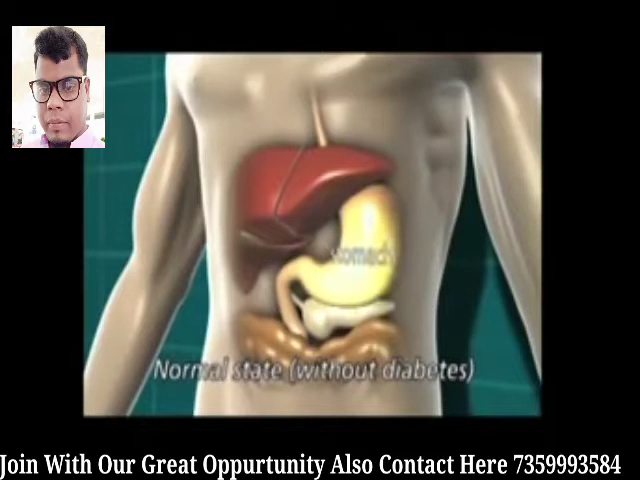 stomach
Normal state (without diabetes)
Join With Our Great Oppurtunity Also Contact Here 7359993584